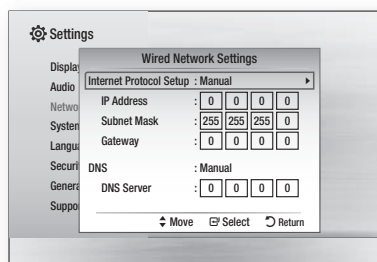 Settings
Wired Network Settings
Display
Internet Protocol Setup : Manual
Audio
IP Address : 0 0 0 0
Networ
Subnet Mask : 255 255 255 0
System
Gateway : 0 0 0 0
Langua
Securi
DNS : Manual
Genera
DNS Server : 0 0 0 0
Suppo
Move Select Return